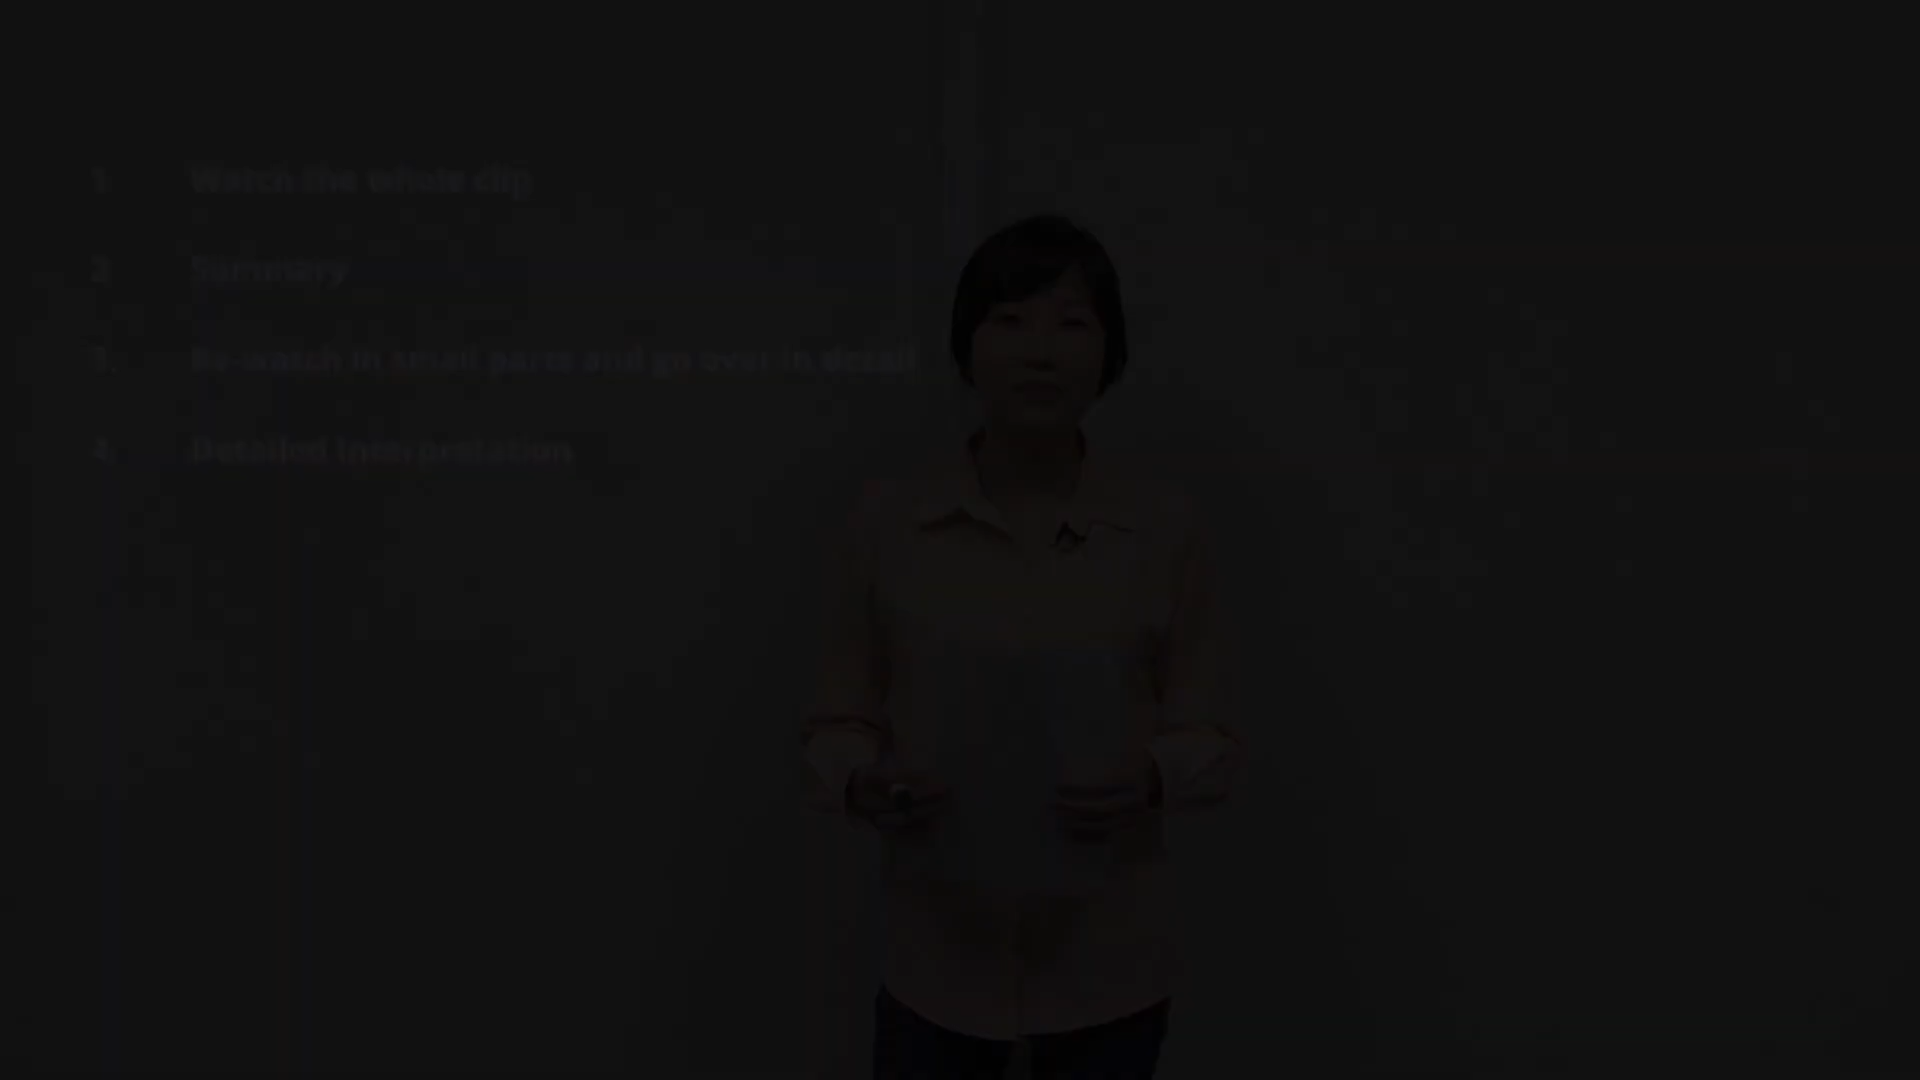 1. Watch the whole clip
2. Summary
3. Re-watch in small parts and go over in detail
4. Detailed Interpretation